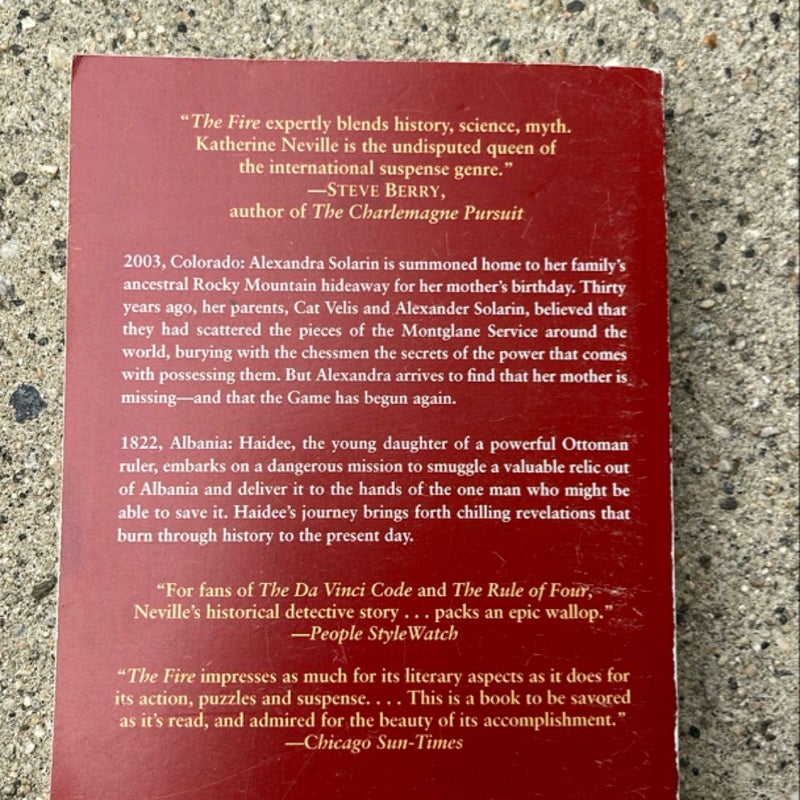 “The Fire expertly blends history, science, myth.
Katherine Neville is the undisputed queen of
the international suspense genre.”
—STEVE BERRY,
author of The Charlemagne Pursuit
2003, Colorado: Alexandra Solarin is summoned home to her family’s
ancestral Rocky Mountain hideaway for her mother’s birthday. Thirty
years ago, her parents, Cat Velis and Alexander Solarin, believed that
they had scattered the pieces of the Montglane Service around the
world, burying with the chessmen the secrets of the power that comes
with possessing them. But Alexandra arrives to find that her mother is
missing—and that the Game has begun again.
1822, Albania: Haidee, the young daughter of a powerful Ottoman
ruler, embarks on a dangerous mission to smuggle a valuable relic out
of Albania and deliver it to the hands of the one man who might be
able to save it. Haidee’s journey brings forth chilling revelations that
burn through history to the present day.
“For fans of The Da Vinci Code and The Rule of Four,
Neville’s historical detective story . . . packs an epic wallop.”
—People StyleWatch
“The Fire impresses as much for its literary aspects as it does for
its action, puzzles and suspense. . . . This is a book to be savored
as it’s read, and admired for the beauty of its accomplishment.”
—Chicago Sun-Times